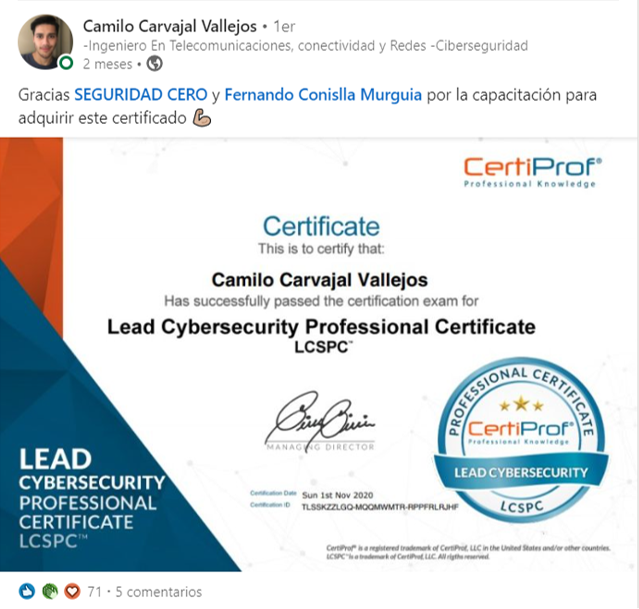 Camilo Carvajal Vallejos • 1er
-Ingeniero En Telecomunicaciones, conectividad y Redes -Ciberseguridad
2 meses •
Gracias SEGURIDAD CERO y Fernando Conislla Murguia por la capacitación para
adquirir este certificado
CertiProf®
Professional Knowledge
Certificate
This is to certify that:
Camilo Carvajal Vallejos
Has successfully passed the certification exam for
Lead Cybersecurity Professional Certificate
LCSPC™
MANAGING DIRECTOR
PROFESSIONAL CERTIFICATE
CertiProf®
Professional Knowledge
LEAD CYBERSECURITY
LCSPC
LEAD
CYBERSECURITY
PROFESSIONAL
CERTIFICATE
LCSPC™
Certification Date Sun 1st Nov 2020
Certification ID TLSSKZZLGQ-MQQMWMTR-RPPFRLRJHF
CertiProf® is a registered trademark of CertiProf, LLC in the United States and/or other countries.
LCSPC™ is a trademark of CertiProf, LLC. All rigths reserved.
71 • 5 comentarios